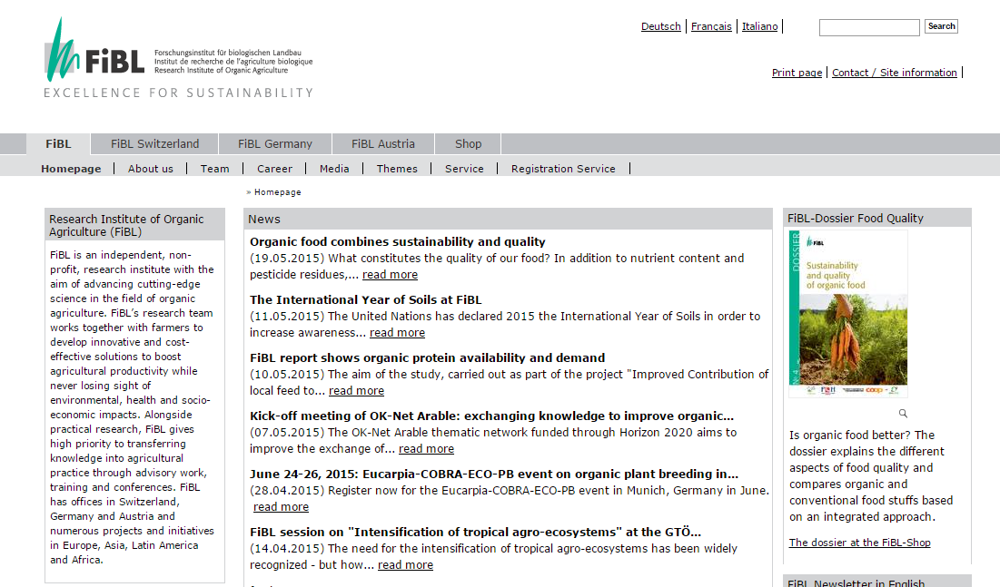 Deutsch Français Italiano Search
FiBL
Forschungsinstitut für biologischen Landbau
Institut de recherche de l'agriculture biologique
Research Institute of Organic Agriculture
EXCELLENCE FOR SUSTAINABILITY
Print page Contact / Site information
FiBL FiBL Switzerland FiBL Germany FiBL Austria Shop
Homepage About us Team Career Media Themes Service Registration Service
» Homepage
Research Institute of Organic
Agriculture (FiBL)
FiBL is an independent, non-
profit, research institute with the
aim of advancing cutting-edge
science in the field of organic
agriculture. FiBL’s research team
works together with farmers to
develop innovative and cost-
effective solutions to boost
agricultural productivity while
never losing sight of
environmental, health and socio-
economic impacts. Alongside
practical research, FiBL gives
high priority to transferring
knowledge into agricultural
practice through advisory work,
training and conferences. FiBL
has offices in Switzerland,
Germany and Austria and
numerous projects and initiatives
in Europe, Asia, Latin America
and Africa.
News
Organic food combines sustainability and quality
(19.05.2015) What constitutes the quality of our food? In addition to nutrient content and
pesticide residues,... read more
The International Year of Soils at FiBL
(11.05.2015) The United Nations has declared 2015 the International Year of Soils in order to
increase awareness... read more
FiBL report shows organic protein availability and demand
(10.05.2015) The aim of the study, carried out as part of the project "Improved Contribution of
local feed to... read more
Kick-off meeting of OK-Net Arable: exchanging knowledge to improve organic...
(07.05.2015) The OK-Net Arable thematic network funded through Horizon 2020 aims to
improve the exchange of... read more
June 24-26, 2015: Eucarpia-COBRA-ECO-PB event on organic plant breeding in...
(28.04.2015) Register now for the Eucarpia-COBRA-ECO-PB event in Munich, Germany in June.
read more
FiBL session on "Intensification of tropical agro-ecosystems" at the GTÖ...
(14.04.2015) The need for the intensification of tropical agro-ecosystems has been widely
recognized - but how... read more
FiBL-Dossier Food Quality
DOSSIER
FiBL
Sustainability
and quality
of organic food
coop
Is organic food better? The
dossier explains the different
aspects of food quality and
compares organic and
conventional food stuffs based
on an integrated approach.
The dossier at the FiBL-Shop
FiBL Newsletter in English